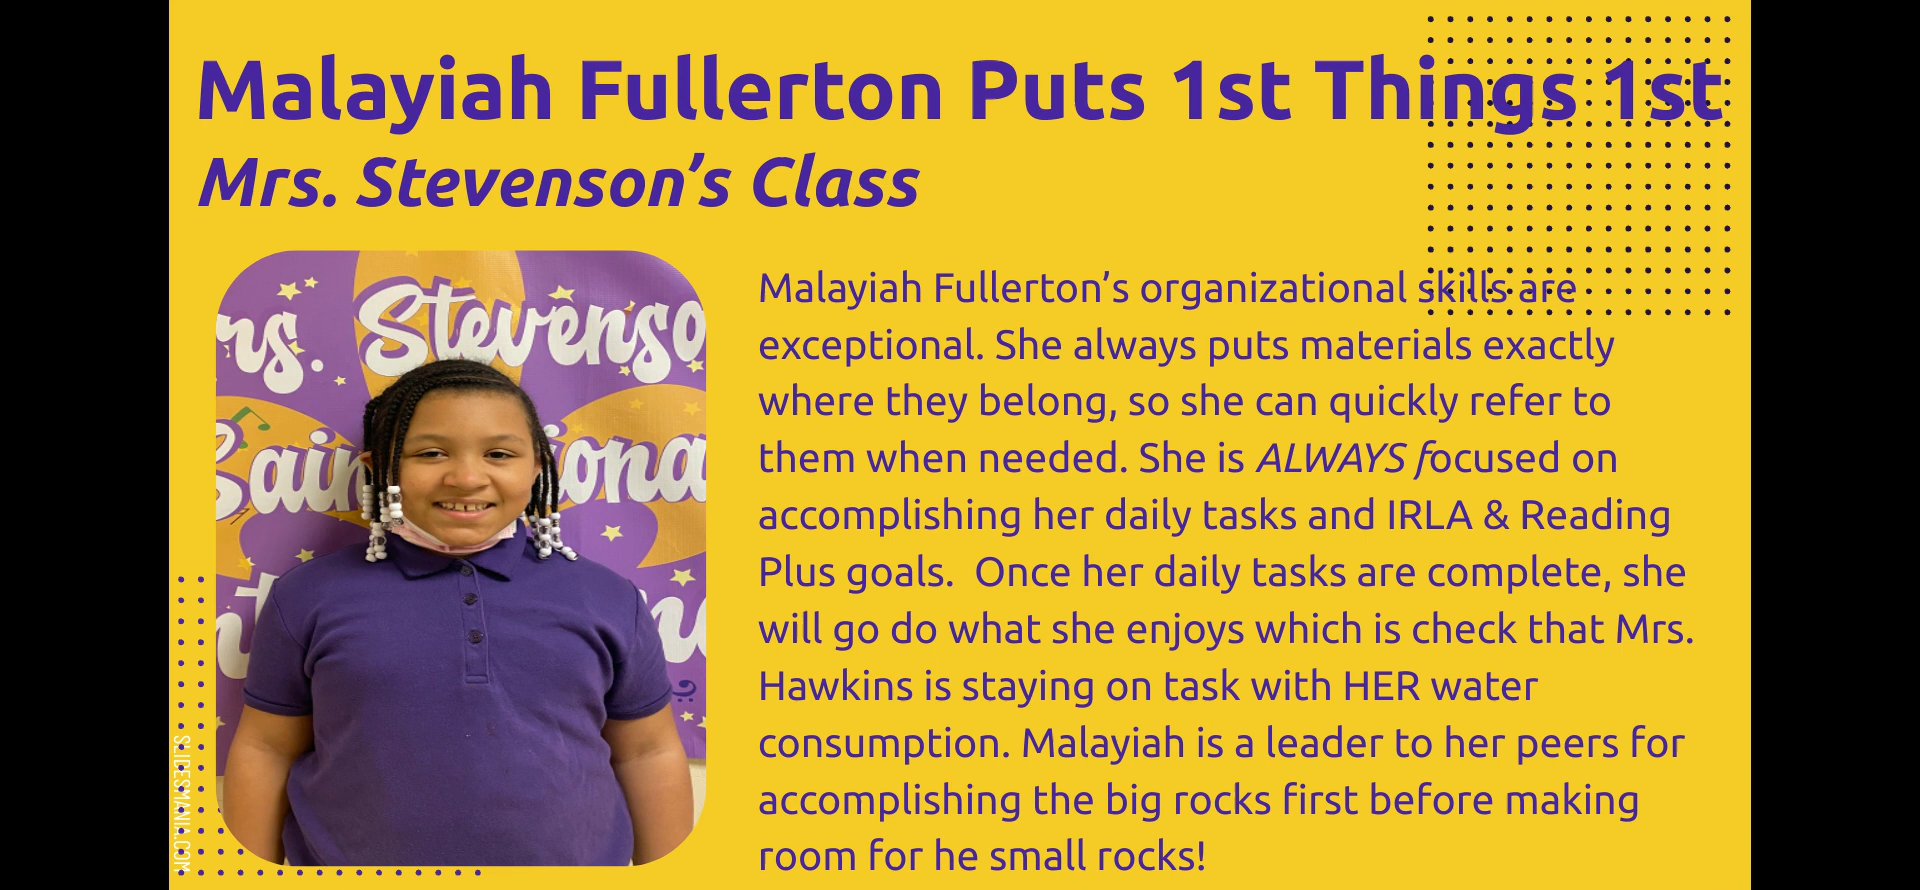 Malayiah Fullerton Puts 1st Things 1st
Mrs. Stevenson’s Class
rs. Stevenso
Sain iona
Malayiah Fullerton’s organizational skills are
exceptional. She always puts materials exactly
where they belong, so she can quickly refer to
them when needed. She is ALWAYS focused on
accomplishing her daily tasks and IRLA & Reading
Plus goals.  Once her daily tasks are complete, she
will go do what she enjoys which is check that Mrs.
Hawkins is staying on task with HER water
consumption. Malayiah is a leader to her peers for
accomplishing the big rocks first before making
room for he small rocks!
SLIDESMANIA.COM